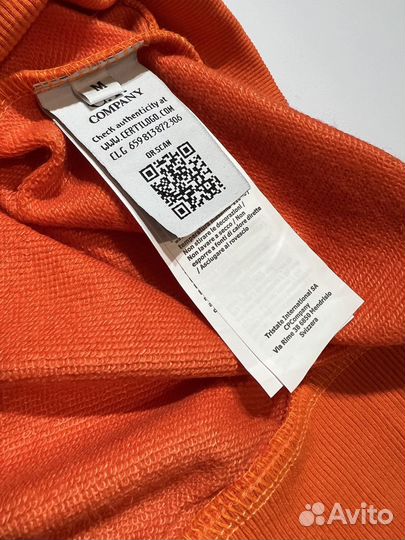 M
COMPANY
Check authenticity at
WWW.CERTILOGO.COM
CLG 659 813 872 306
OR SCAN
Non stirare le decorazioni /
Non lavare a secco / Non
esporre a fonti di calore dirette
/ Asciugare al rovescio
Tristate International SA
CPCompany
Via Rime 38 6850 Mendrisio
Svizzera
Avito